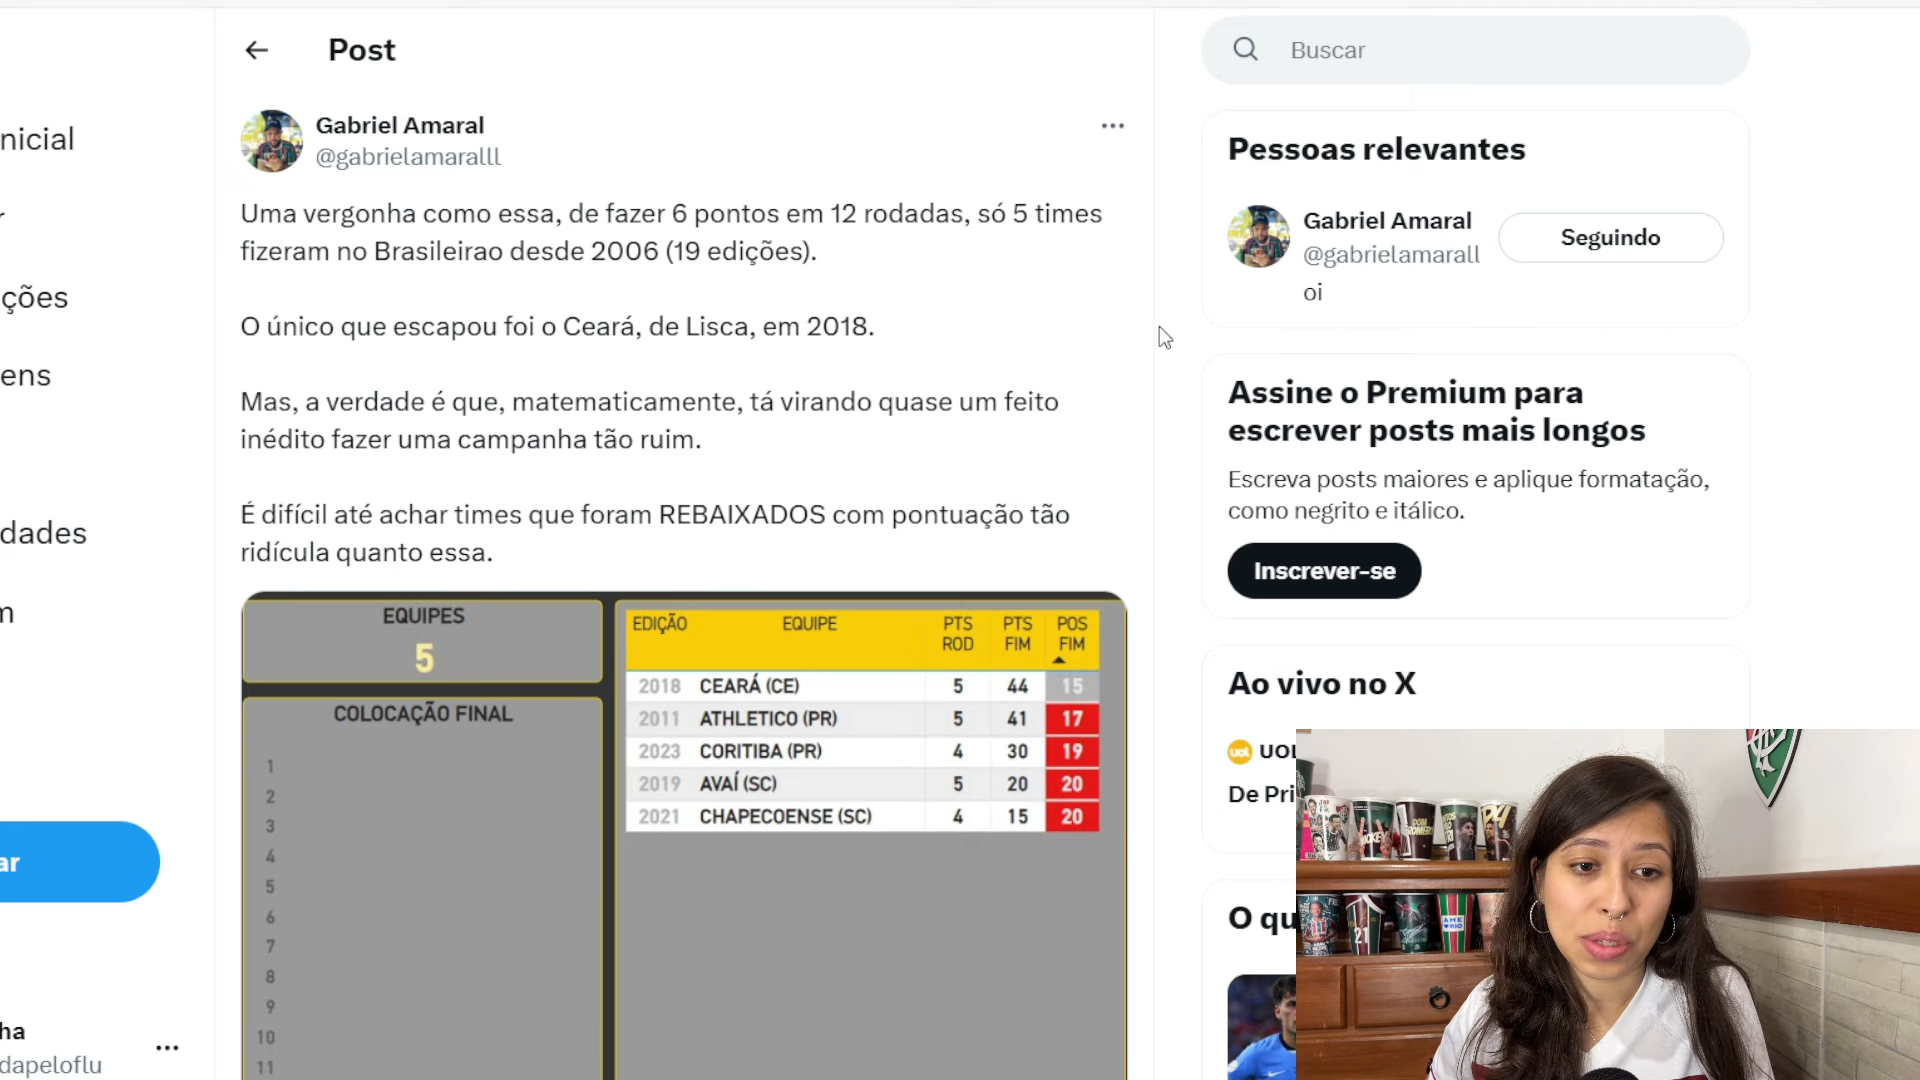 Post
Buscar
Gabriel Amaral
@gabrielamaralll
Uma vergonha como essa, de fazer 6 pontos em 12 rodadas, só 5 times
fizeram no Brasileirao desde 2006 (19 edições).
O único que escapou foi o Ceará, de Lisca, em 2018.
Mas, a verdade é que, matematicamente, tá virando quase um feito
inédito fazer uma campanha tão ruim.
É difícil até achar times que foram REBAIXADOS com pontuação tão
ridícula quanto essa.
EQUIPES
5
COLOCAÇÃO FINAL
1
2
3
4
5
6
7
8
9
10
11
EDIÇÃO EQUIPE PTS ROD PTS FIM POS FIM
2018 CEARÁ (CE) 5 44 15
2011 ATHLETICO (PR) 5 41 17
2023 CORITIBA (PR) 4 30 19
2019 AVAÍ (SC) 5 20 20
2021 CHAPECOENSE (SC) 4 15 20
nicial
r
ções
ens
dades
m
ar
ha
dapeloflu
Pessoas relevantes
Gabriel Amaral
@gabrielamarall
oi
Seguindo
Assine o Premium para
escrever posts mais longos
Escreva posts maiores e aplique formatação,
como negrito e itálico.
Inscrever-se
Ao vivo no X
UOL
UOL
De Pri
O qu
21